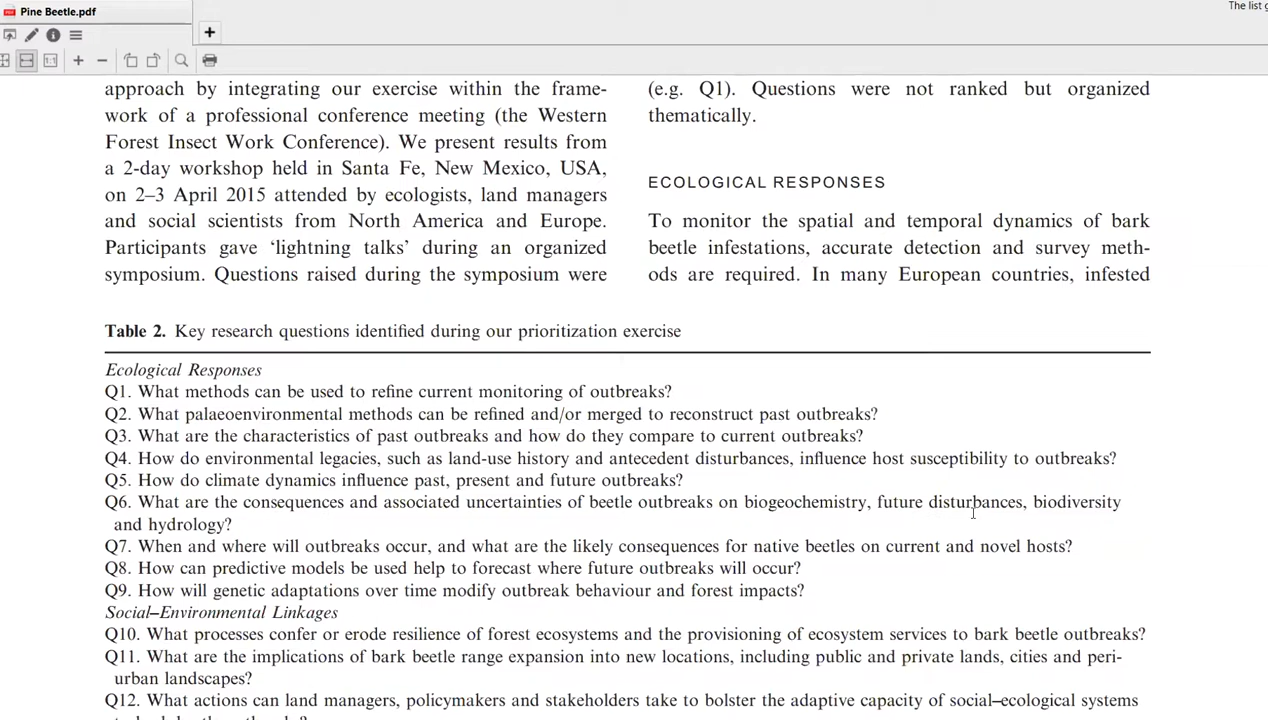 Pine Beetle.pdf
The list g
approach by integrating our exercise within the frame-
work of a professional conference meeting (the Western
Forest Insect Work Conference). We present results from
a 2-day workshop held in Santa Fe, New Mexico, USA,
on 2–3 April 2015 attended by ecologists, land managers
and social scientists from North America and Europe.
Participants gave ‘lightning talks’ during an organized
symposium. Questions raised during the symposium were
(e.g. Q1). Questions were not ranked but organized
thematically.
ECOLOGICAL RESPONSES
To monitor the spatial and temporal dynamics of bark
beetle infestations, accurate detection and survey meth-
ods are required. In many European countries, infested
Table 2. Key research questions identified during our prioritization exercise
Ecological Responses
Q1. What methods can be used to refine current monitoring of outbreaks?
Q2. What palaeoenvironmental methods can be refined and/or merged to reconstruct past outbreaks?
Q3. What are the characteristics of past outbreaks and how do they compare to current outbreaks?
Q4. How do environmental legacies, such as land-use history and antecedent disturbances, influence host susceptibility to outbreaks?
Q5. How do climate dynamics influence past, present and future outbreaks?
Q6. What are the consequences and associated uncertainties of beetle outbreaks on biogeochemistry, future disturbances, biodiversity
and hydrology?
Q7. When and where will outbreaks occur, and what are the likely consequences for native beetles on current and novel hosts?
Q8. How can predictive models be used help to forecast where future outbreaks will occur?
Q9. How will genetic adaptations over time modify outbreak behaviour and forest impacts?
Social–Environmental Linkages
Q10. What processes confer or erode resilience of forest ecosystems and the provisioning of ecosystem services to bark beetle outbreaks?
Q11. What are the implications of bark beetle range expansion into new locations, including public and private lands, cities and peri-
urban landscapes?
Q12. What actions can land managers, policymakers and stakeholders take to bolster the adaptive capacity of social–ecological systems